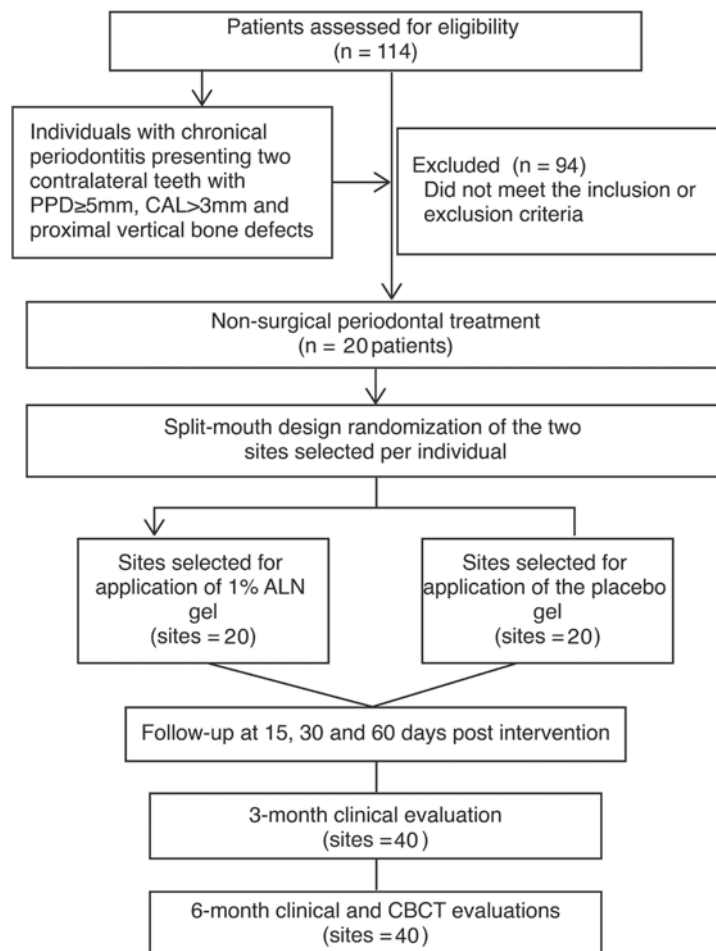 Patients assessed for eligibility
(n = 114)
Individuals with chronical
periodontitis presenting two
contralateral teeth with
PPD≥5mm, CAL>3mm and
proximal vertical bone defects
Excluded (n = 94)
Did not meet the inclusion or
exclusion criteria
Non-surgical periodontal treatment
(n = 20 patients)
Split-mouth design randomization of the two
sites selected per individual
Sites selected for
application of 1% ALN
gel
(sites = 20)
Sites selected for
application of the placebo
gel
(sites = 20)
Follow-up at 15, 30 and 60 days post intervention
3-month clinical evaluation
(sites = 40)
6-month clinical and CBCT evaluations
(sites = 40)